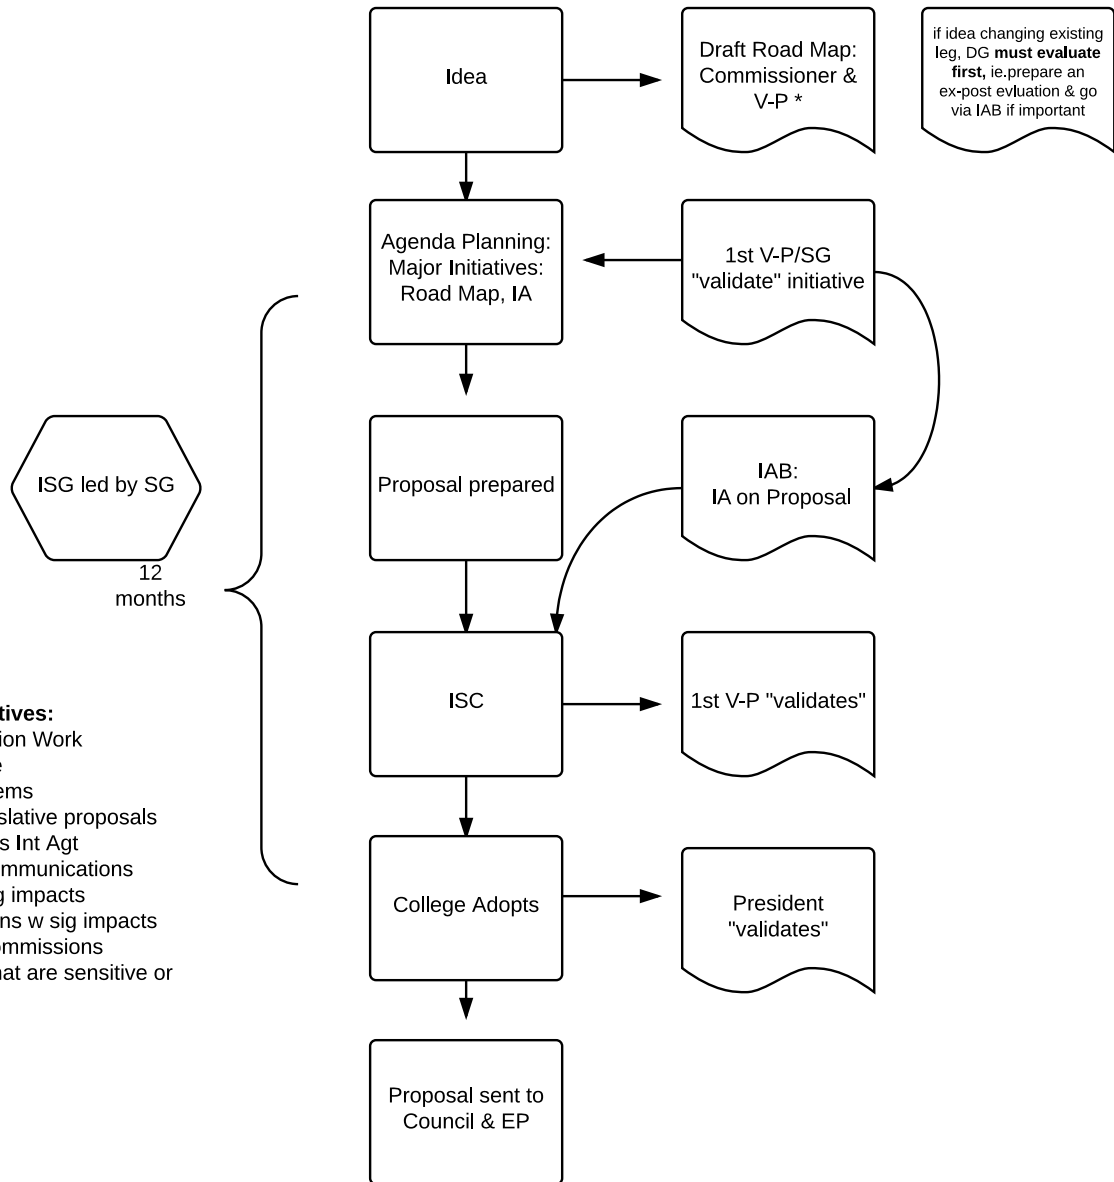 Idea
Draft Road Map:
Commissioner &
V-P *
if idea changing existing
leg, DG must evaluate
first, ie.prepare an
ex-post evluation & go
via IAB if important
Agenda Planning:
Major Initiatives:
Road Map, IA
1st V-P/SG
"validate" initiative
ISG led by SG
12
months
Proposal prepared
IAB:
IA on Proposal
ISC
1st V-P "validates"
tives:
ion Work
e
ems
slative proposals
s Int Agt
ommunications
g impacts
ns w sig impacts
ommissions
hat are sensitive or
College Adopts
President
"validates"
Proposal sent to
Council & EP